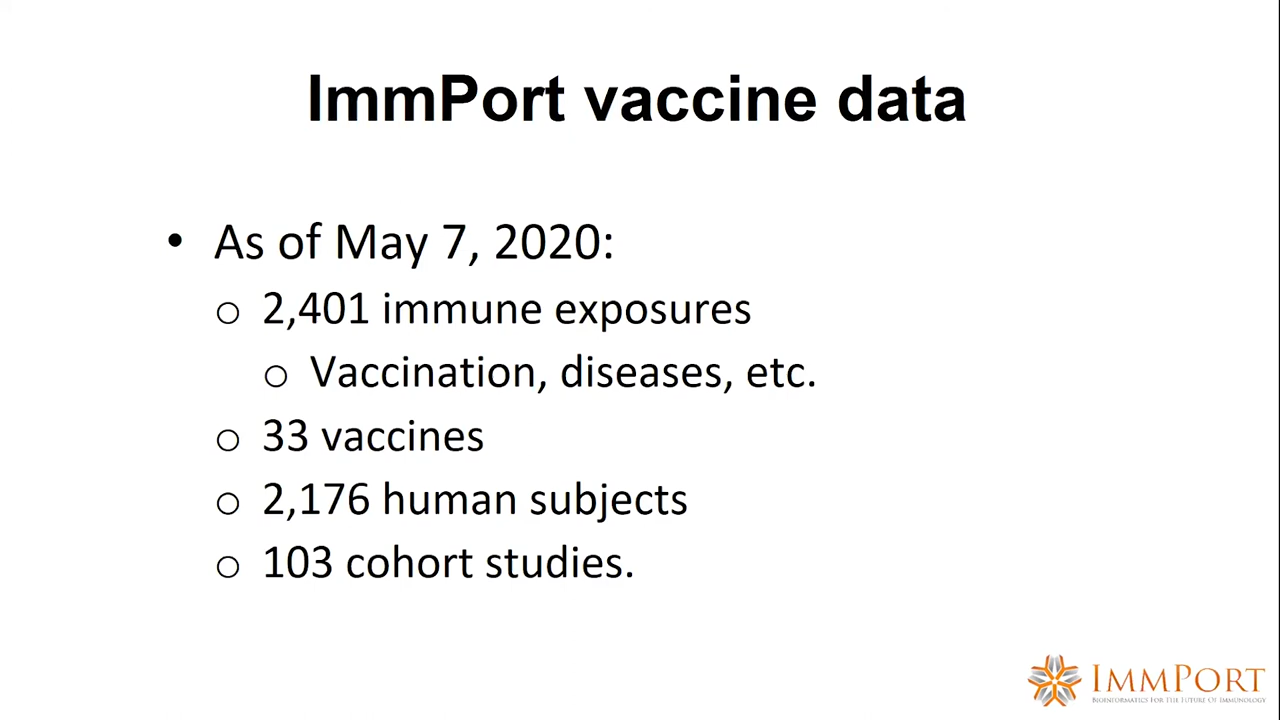 ImmPort vaccine data
• As of May 7, 2020:
o 2,401 immune exposures
o Vaccination, diseases, etc.
o 33 vaccines
o 2,176 human subjects
o 103 cohort studies.
IMMPORT
BIOINFORMATICS FOR THE FUTURE OF IMMUNOLOGY